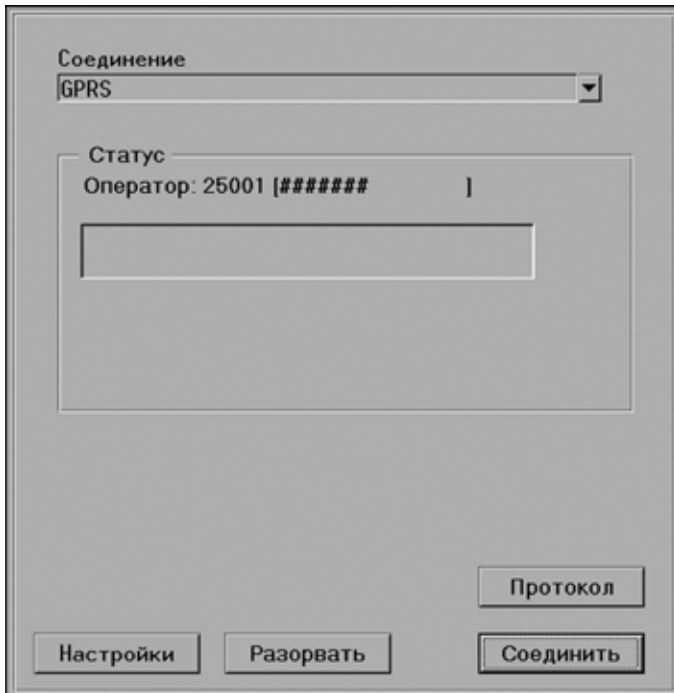 Соединение
GPRS
Статус
Оператор: 25001 [####### ]
Протокол
Настройки Разорвать Соединить